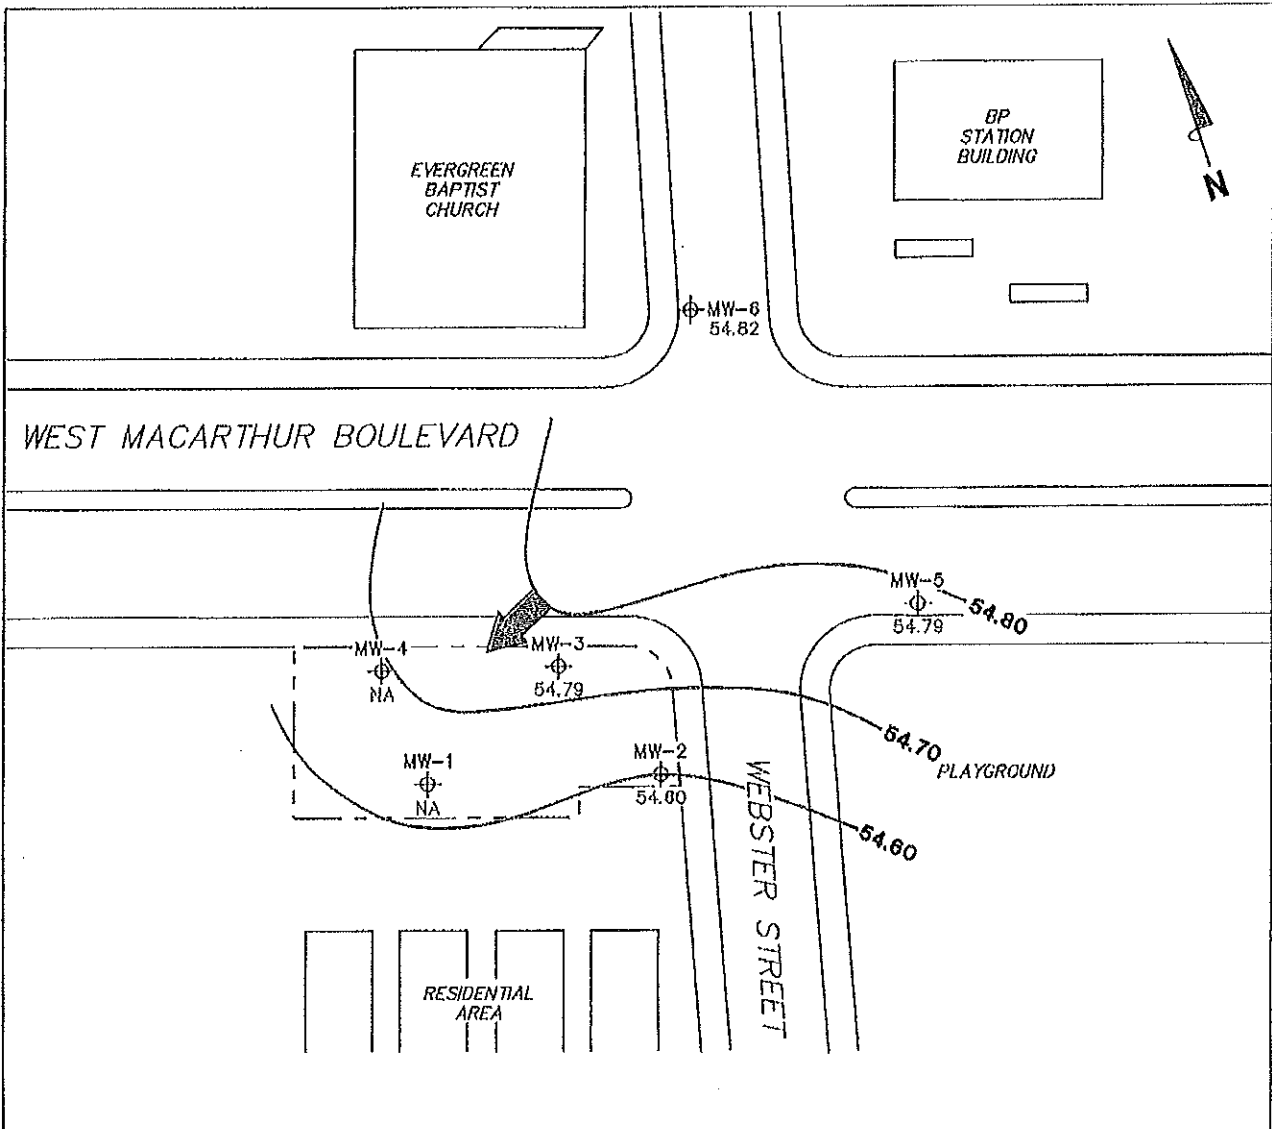 EVERGREEN
BAPTIST
CHURCH
BP
STATION
BUILDING
N
MW-6
54.82
WEST MACARTHUR BOULEVARD
MW-5
54.79
54.80
MW-4
NA
MW-3
54.79
54.70
PLAYGROUND
MW-1
NA
MW-2
54.60
54.60
WEBSTER STREET
RESIDENTIAL
AREA